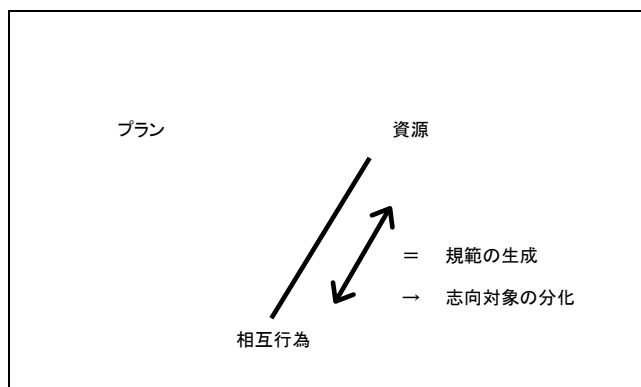 プラン
資源
＝ 規範の生成
→ 志向対象の分化
相互行為